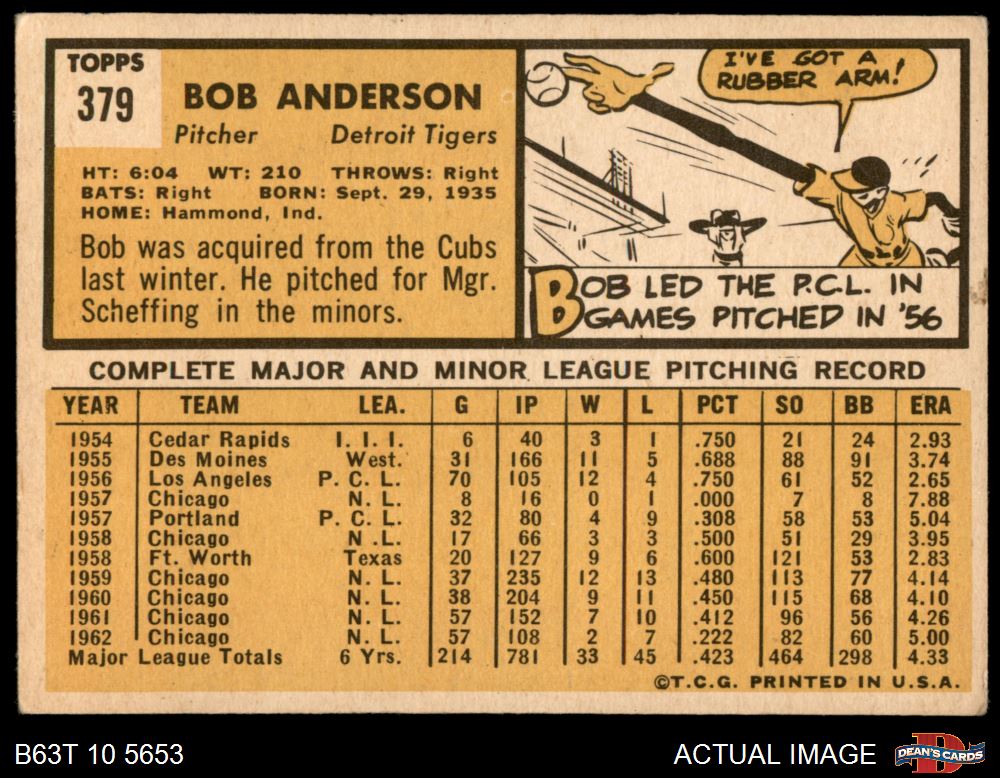 TOPPS
379
BOB ANDERSON
Pitcher Detroit Tigers
HT: 6:04 WT: 210 THROWS: Right
BATS: Right BORN: Sept. 29, 1935
HOME: Hammond, Ind.
Bob was acquired from the Cubs
last winter. He pitched for Mgr.
Scheffing in the minors.
I'VE GOT A
RUBBER ARM!
BOB LED THE P.C.L. IN
GAMES PITCHED IN '56
COMPLETE MAJOR AND MINOR LEAGUE PITCHING RECORD
YEAR TEAM LEA. G IP W L PCT SO BB ERA
1954 Cedar Rapids I. I. I. 6 40 3 1 .750 21 24 2.93
1955 Des Moines West. 31 166 11 5 .688 88 91 3.74
1956 Los Angeles P. C. L. 70 105 12 4 .750 61 52 2.65
1957 Chicago N. L. 8 16 0 1 .000 7 8 7.88
1957 Portland P. C. L. 32 80 4 9 .308 58 53 5.04
1958 Chicago N .L. 17 66 3 3 .500 51 29 3.95
1958 Ft. Worth Texas 20 127 9 6 .600 121 53 2.83
1959 Chicago N. L. 37 235 12 13 .480 113 77 4.14
1960 Chicago N. L. 38 204 9 11 .450 115 68 4.10
1961 Chicago N. L. 57 152 7 10 .412 96 56 4.26
1962 Chicago N. L. 57 108 2 7 .222 82 60 5.00
Major League Totals 6 Yrs. 214 781 33 45 .423 464 298 4.33
©T.C.G. PRINTED IN U.S.A.
B63T 10 5653 ACTUAL IMAGE
DEAN'S CARDS